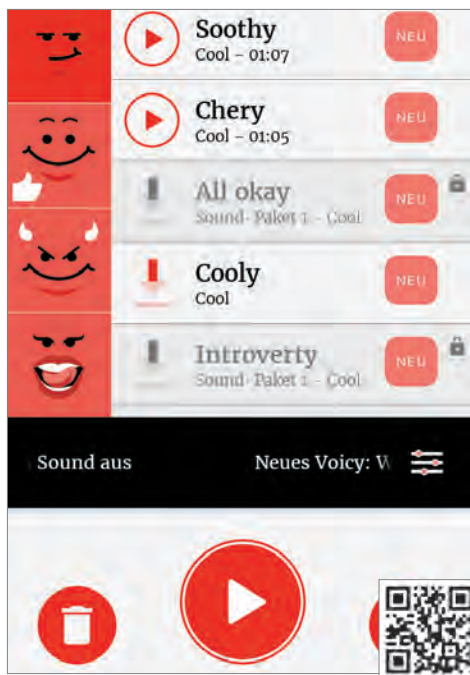 Soothy
Cool – 01:07
NEU
Chery
Cool – 01:05
NEU
All okay
Sound-Paket 1 - Cool
NEU
Cooly
Cool
NEU
Introverty
Sound-Paket 1 - Cool
NEU
Sound aus
Neues Voicy: